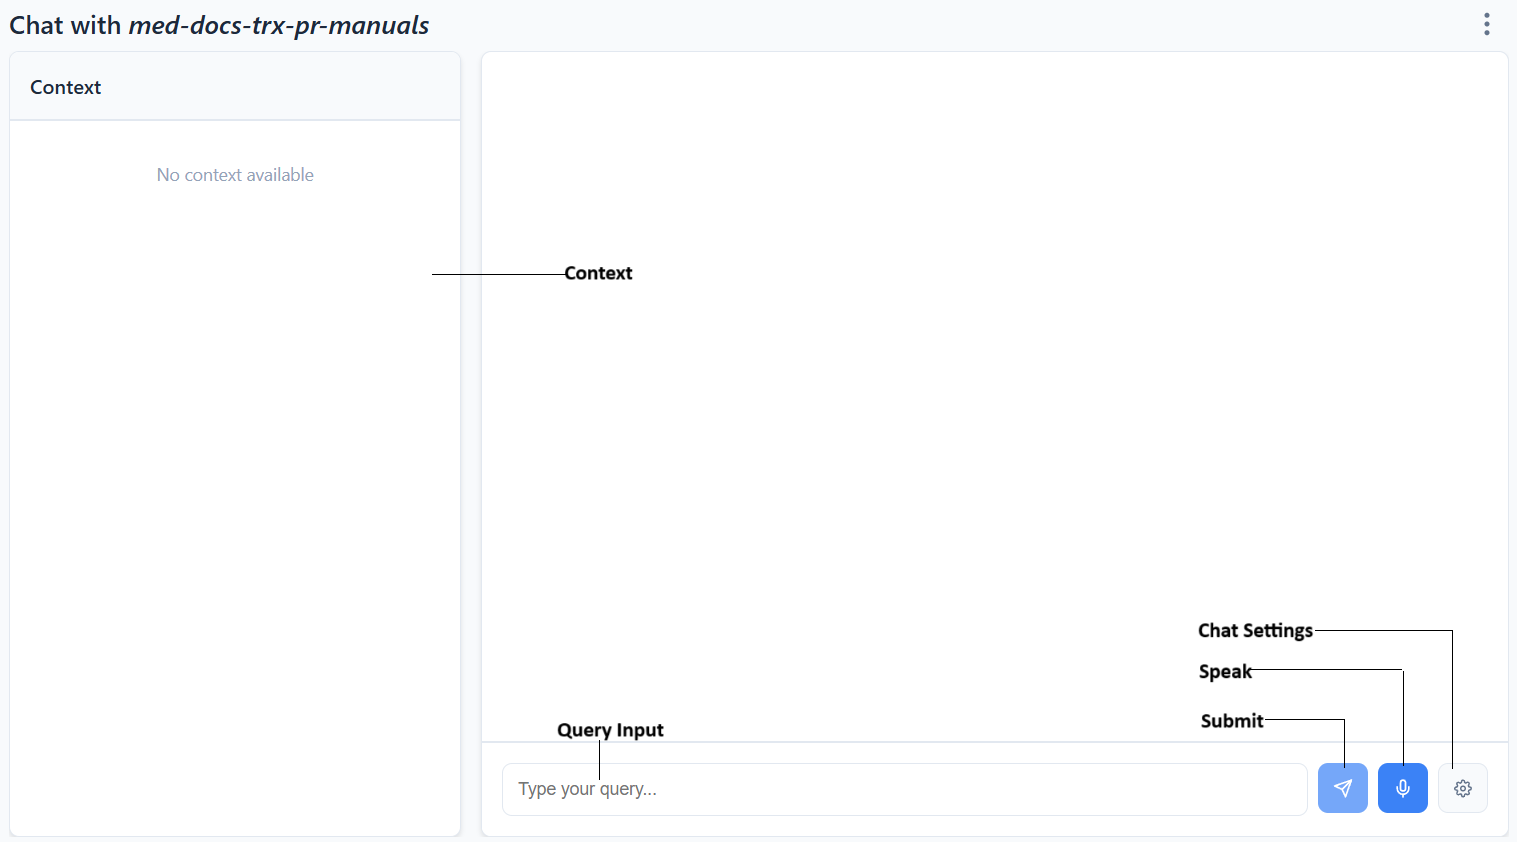 Chat with med-docs-trx-pr-manuals
Context
No context available
Context
Chat Settings
Speak
Submit
Query Input
Type your query...